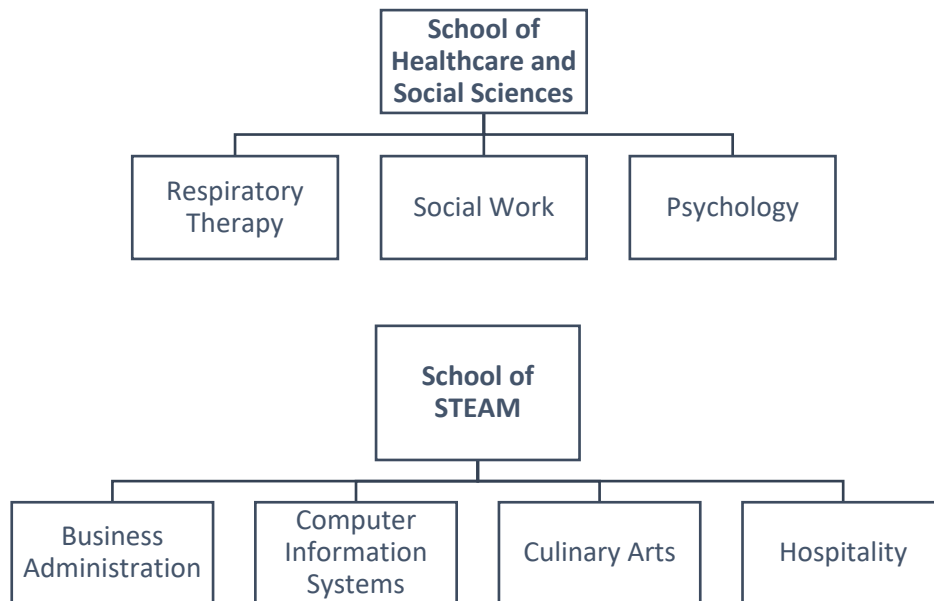 School of
Healthcare and
Social Sciences
Respiratory
Therapy
Social Work
Psychology
School of
STEAM
Business
Administration
Computer
Information
Systems
Culinary Arts
Hospitality